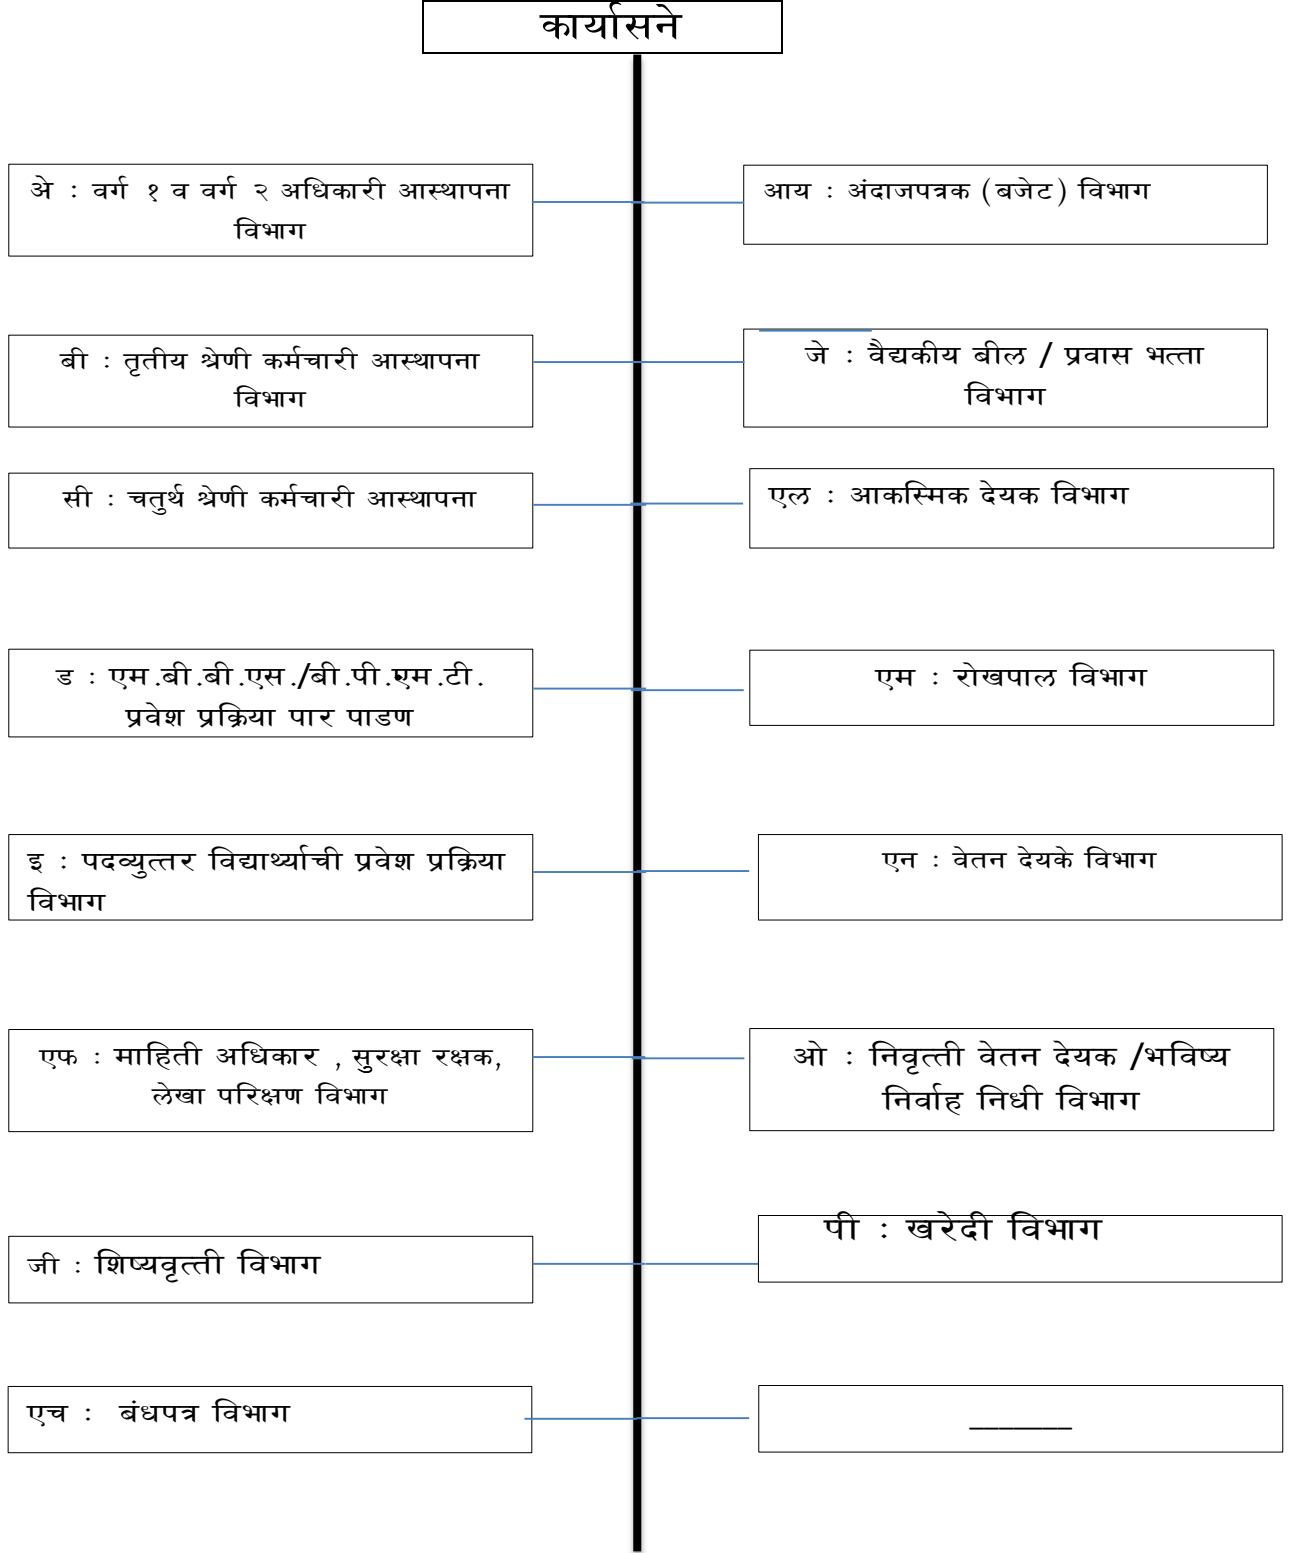 कार्यासने
अे : वर्ग १ व वर्ग २ अधिकारी आस्थापना
विभाग
आय : अंदाजपत्रक (बजेट) विभाग
बी : तृतीय श्रेणी कर्मचारी आस्थापना
विभाग
जे : वैद्यकीय बील / प्रवास भत्ता
विभाग
सी : चतुर्थ श्रेणी कर्मचारी आस्थापना
एल : आकस्मिक देयक विभाग
ड : एम.बी.बी.एस./बी.पी.एम.टी.
प्रवेश प्रक्रिया पार पाडण
एम : रोखपाल विभाग
इ : पदव्युत्तर विद्यार्थ्याची प्रवेश प्रक्रिया
विभाग
एन : वेतन देयके विभाग
एफ : माहिती अधिकार , सुरक्षा रक्षक,
लेखा परिक्षण विभाग
ओ : निवृत्ती वेतन देयक /भविष्य
निर्वाह निधी विभाग
जी : शिष्यवृत्ती विभाग
पी : खरेदी विभाग
एच : बंधपत्र विभाग
_______